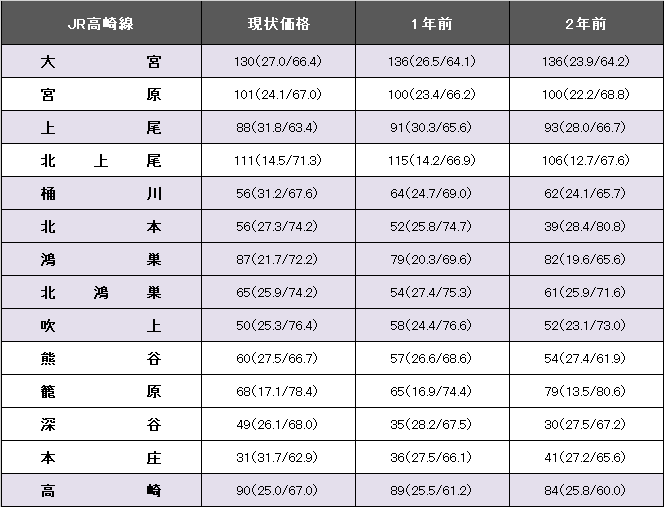 JR高崎線 現状価格 1年前 2年前
大宮 130(27.0/66.4) 136(26.5/64.1) 136(23.9/64.2)
宮原 101(24.1/67.0) 100(23.4/66.2) 100(22.2/68.8)
上尾 88(31.8/63.4) 91(30.3/65.6) 93(28.0/66.7)
北上尾 111(14.5/71.3) 115(14.2/66.9) 106(12.7/67.6)
桶川 56(31.2/67.6) 64(24.7/69.0) 62(24.1/65.7)
北本 56(27.3/74.2) 52(25.8/74.7) 39(28.4/80.8)
鴻巣 87(21.7/72.2) 79(20.3/69.6) 82(19.6/65.6)
北鴻巣 65(25.9/74.2) 54(27.4/75.3) 61(25.9/71.6)
吹上 50(25.3/76.4) 58(24.4/76.6) 52(23.1/73.0)
熊谷 60(27.5/66.7) 57(26.6/68.6) 54(27.4/61.9)
籠原 68(17.1/78.4) 65(16.9/74.4) 79(13.5/80.6)
深谷 49(26.1/68.0) 35(28.2/67.5) 30(27.5/67.2)
本庄 31(31.7/62.9) 36(27.5/66.1) 41(27.2/65.6)
高崎 90(25.0/67.0) 89(25.5/61.2) 84(25.8/60.0)